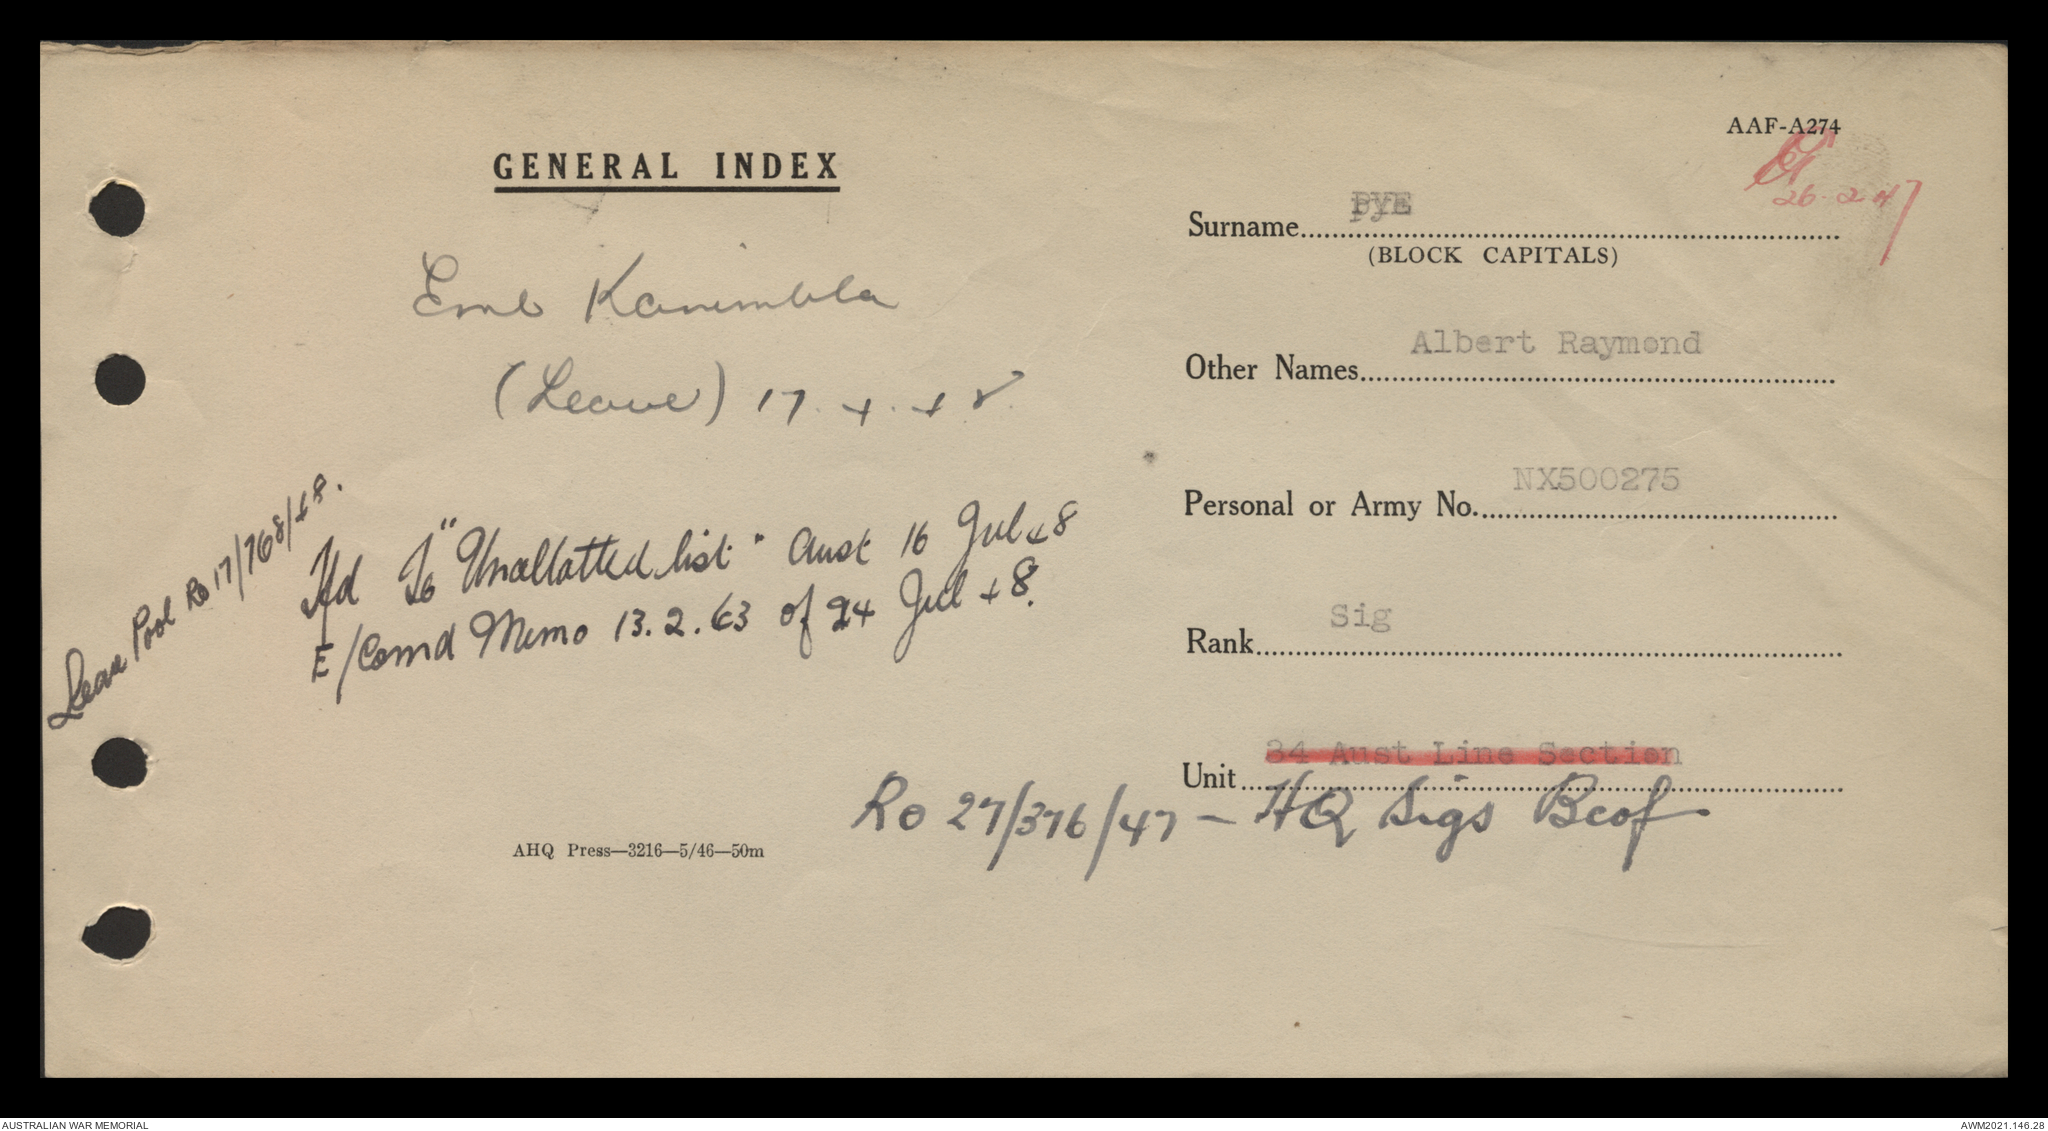 AAF-A274
GENERAL INDEX
26-2-47
Surname PYE
(BLOCK CAPITALS)
Emb Kanimbla
(Leave) 17.4.48
Other Names Albert Raymond
Personal or Army No. NX500275
Leave Pool Ro 17/768/48.
Tfd To "Unallotted list" Aust 16 Jul 48
E/Comd Memo 13.2.63 of 24 Jul 48.
Rank Sig
Unit 34 Aust Line Section
Ro 27/376/47 - HQ Sigs Bcof
AHQ Press—3216—5/46—50m
AUSTRALIAN WAR MEMORIAL
AWM2021.146.28